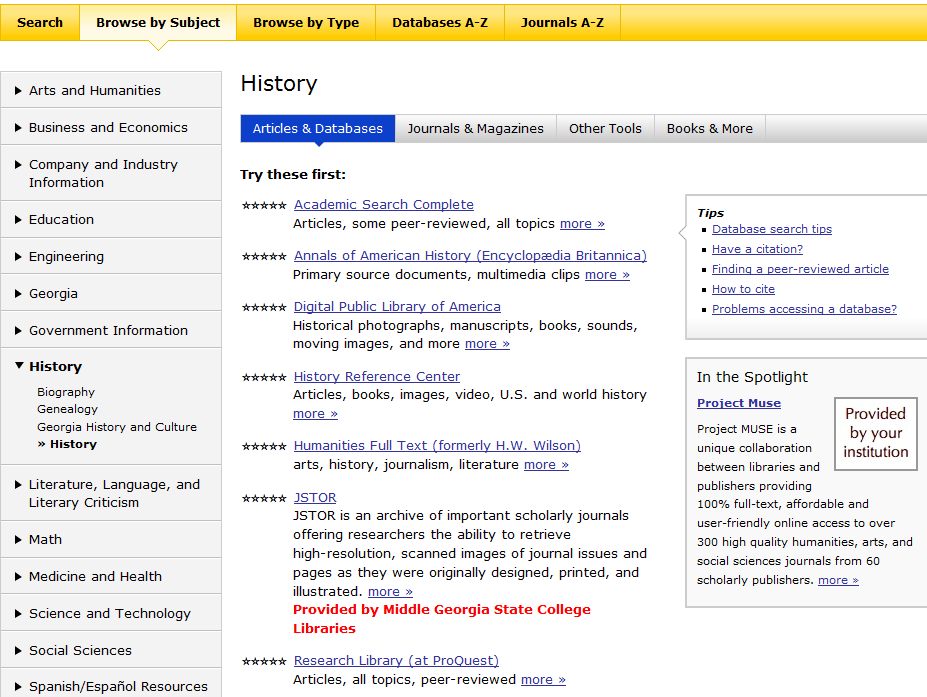 Search
Browse by Subject
Browse by Type
Databases A-Z
Journals A-Z
Arts and Humanities
Business and Economics
Company and Industry
Information
Education
Engineering
Georgia
Government Information
History
Biography
Genealogy
Georgia History and Culture
» History
Literature, Language, and
Literary Criticism
Math
Medicine and Health
Science and Technology
Social Sciences
Spanish/Español Resources
History
Articles & Databases
Journals & Magazines
Other Tools
Books & More
Try these first:
Academic Search Complete
Articles, some peer-reviewed, all topics more »
Annals of American History (Encyclopædia Britannica)
Primary source documents, multimedia clips more »
Digital Public Library of America
Historical photographs, manuscripts, books, sounds,
moving images, and more more »
History Reference Center
Articles, books, images, video, U.S. and world history
more »
Humanities Full Text (formerly H.W. Wilson)
arts, history, journalism, literature more »
JSTOR
JSTOR is an archive of important scholarly journals
offering researchers the ability to retrieve
high-resolution, scanned images of journal issues and
pages as they were originally designed, printed, and
illustrated. more »
Provided by Middle Georgia State College
Libraries
Research Library (at ProQuest)
Articles, all topics, peer-reviewed more »
Tips
Database search tips
Have a citation?
Finding a peer-reviewed article
How to cite
Problems accessing a database?
In the Spotlight
Project Muse
Provided
by your
institution
Project MUSE is a
unique collaboration
between libraries and
publishers providing
100% full-text, affordable and
user-friendly online access to over
300 high quality humanities, arts, and
social sciences journals from 60
scholarly publishers. more »